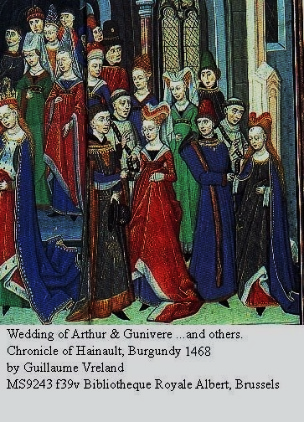 Wedding of Arthur & Gunivere ...and others.
Chronicle of Hainault, Burgundy 1468
by Guillaume Vreland
MS9243 f39v Bibliotheque Royale Albert, Brussels